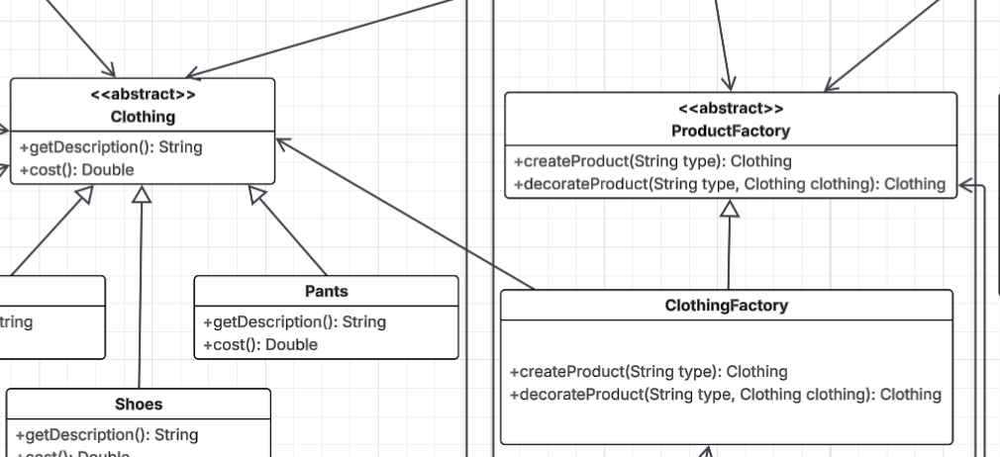 <<abstract>>
Clothing
+getDescription(): String
+cost(): Double
<<abstract>>
ProductFactory
+createProduct(String type): Clothing
+decorateProduct(String type, Clothing clothing): Clothing
tring
Pants
+getDescription(): String
+cost(): Double
ClothingFactory
+createProduct(String type): Clothing
+decorateProduct(String type, Clothing clothing): Clothing
Shoes
+getDescription(): String
+cost(): Double